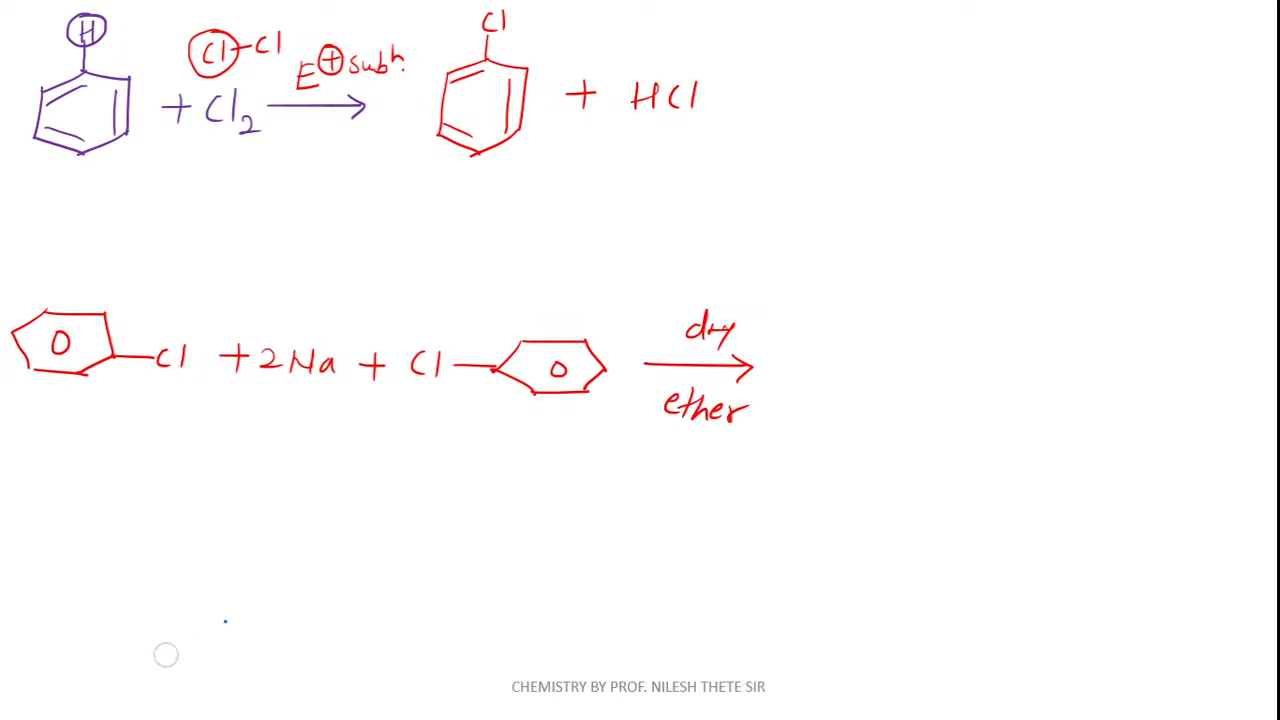 H
Cl-Cl
Cl
+ Cl2 E+ subn. + HCl
dry
O -Cl + 2Na + Cl- O
ether
CHEMISTRY BY PROF. NILESH THETE SIR